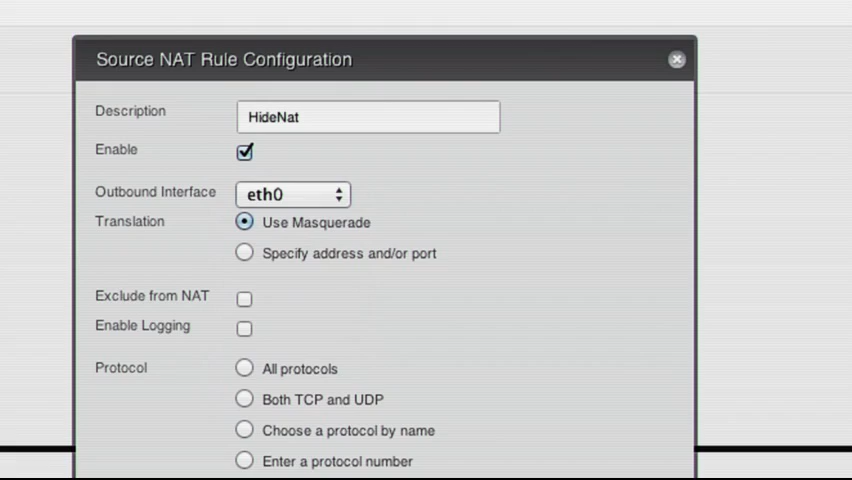 Source NAT Rule Configuration
Description HideNat
Enable
Outbound Interface eth0
Translation Use Masquerade
Specify address and/or port
Exclude from NAT
Enable Logging
Protocol All protocols
Both TCP and UDP
Choose a protocol by name
Enter a protocol number